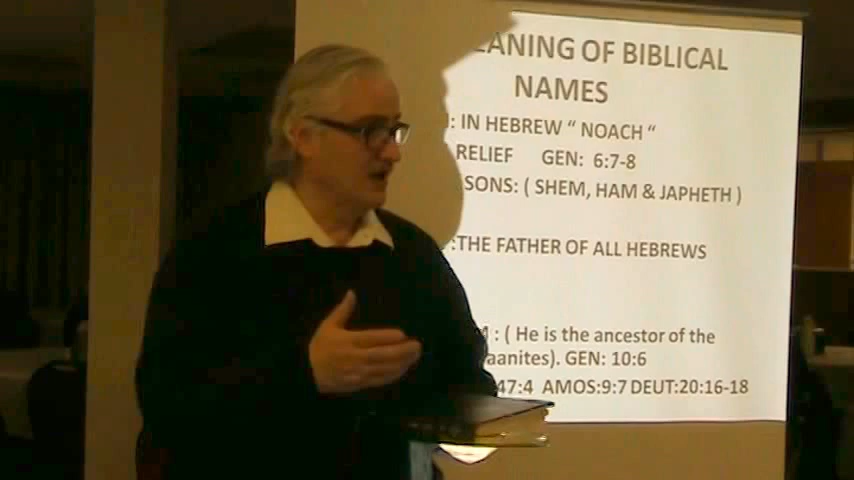 EANING OF BIBLICAL
NAMES
: IN HEBREW “ NOACH “
RELIEF GEN: 6:7-8
SONS: ( SHEM, HAM & JAPHETH )
:THE FATHER OF ALL HEBREWS
: ( He is the ancestor of the
aanites). GEN: 10:6
47:4 AMOS:9:7 DEUT:20:16-18